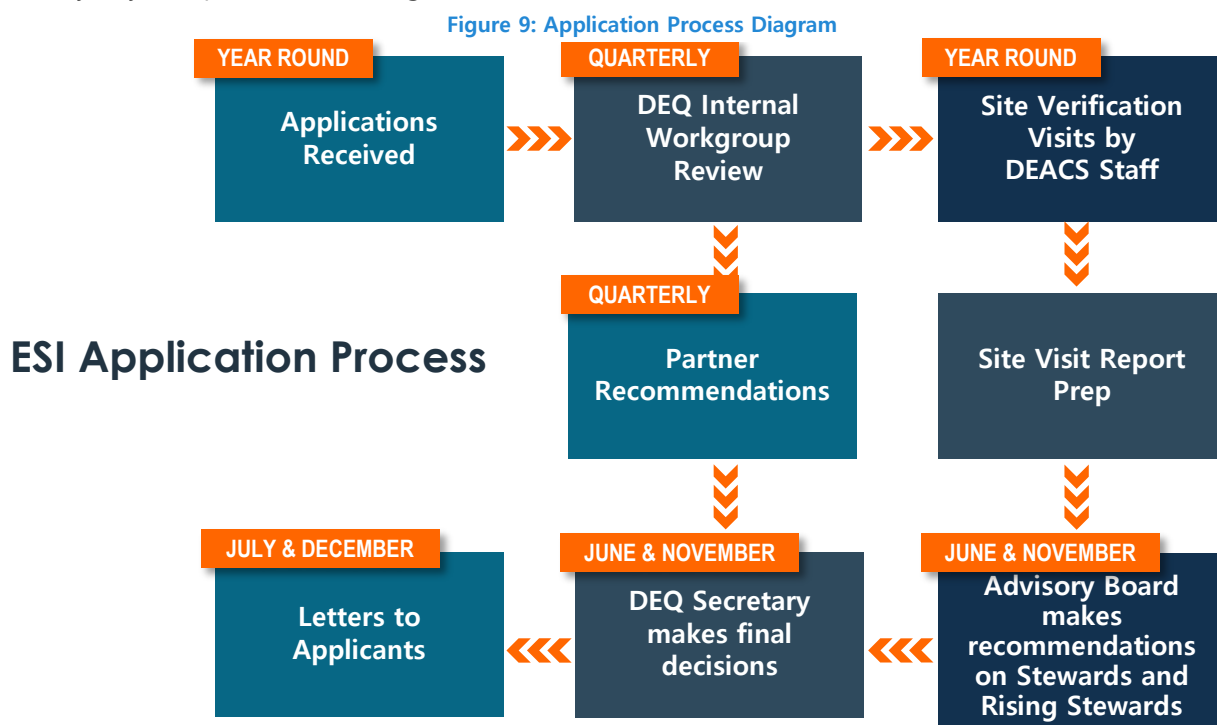 Figure 9: Application Process Diagram
YEAR ROUND
Applications
Received
QUARTERLY
DEQ Internal
Workgroup
Review
YEAR ROUND
Site Verification
Visits by
DEACS Staff
ESI Application Process
QUARTERLY
Partner
Recommendations
Site Visit Report
Prep
JULY & DECEMBER
Letters to
Applicants
JUNE & NOVEMBER
DEQ Secretary
makes final
decisions
JUNE & NOVEMBER
Advisory Board
makes
recommendations
on Stewards and
Rising Stewards